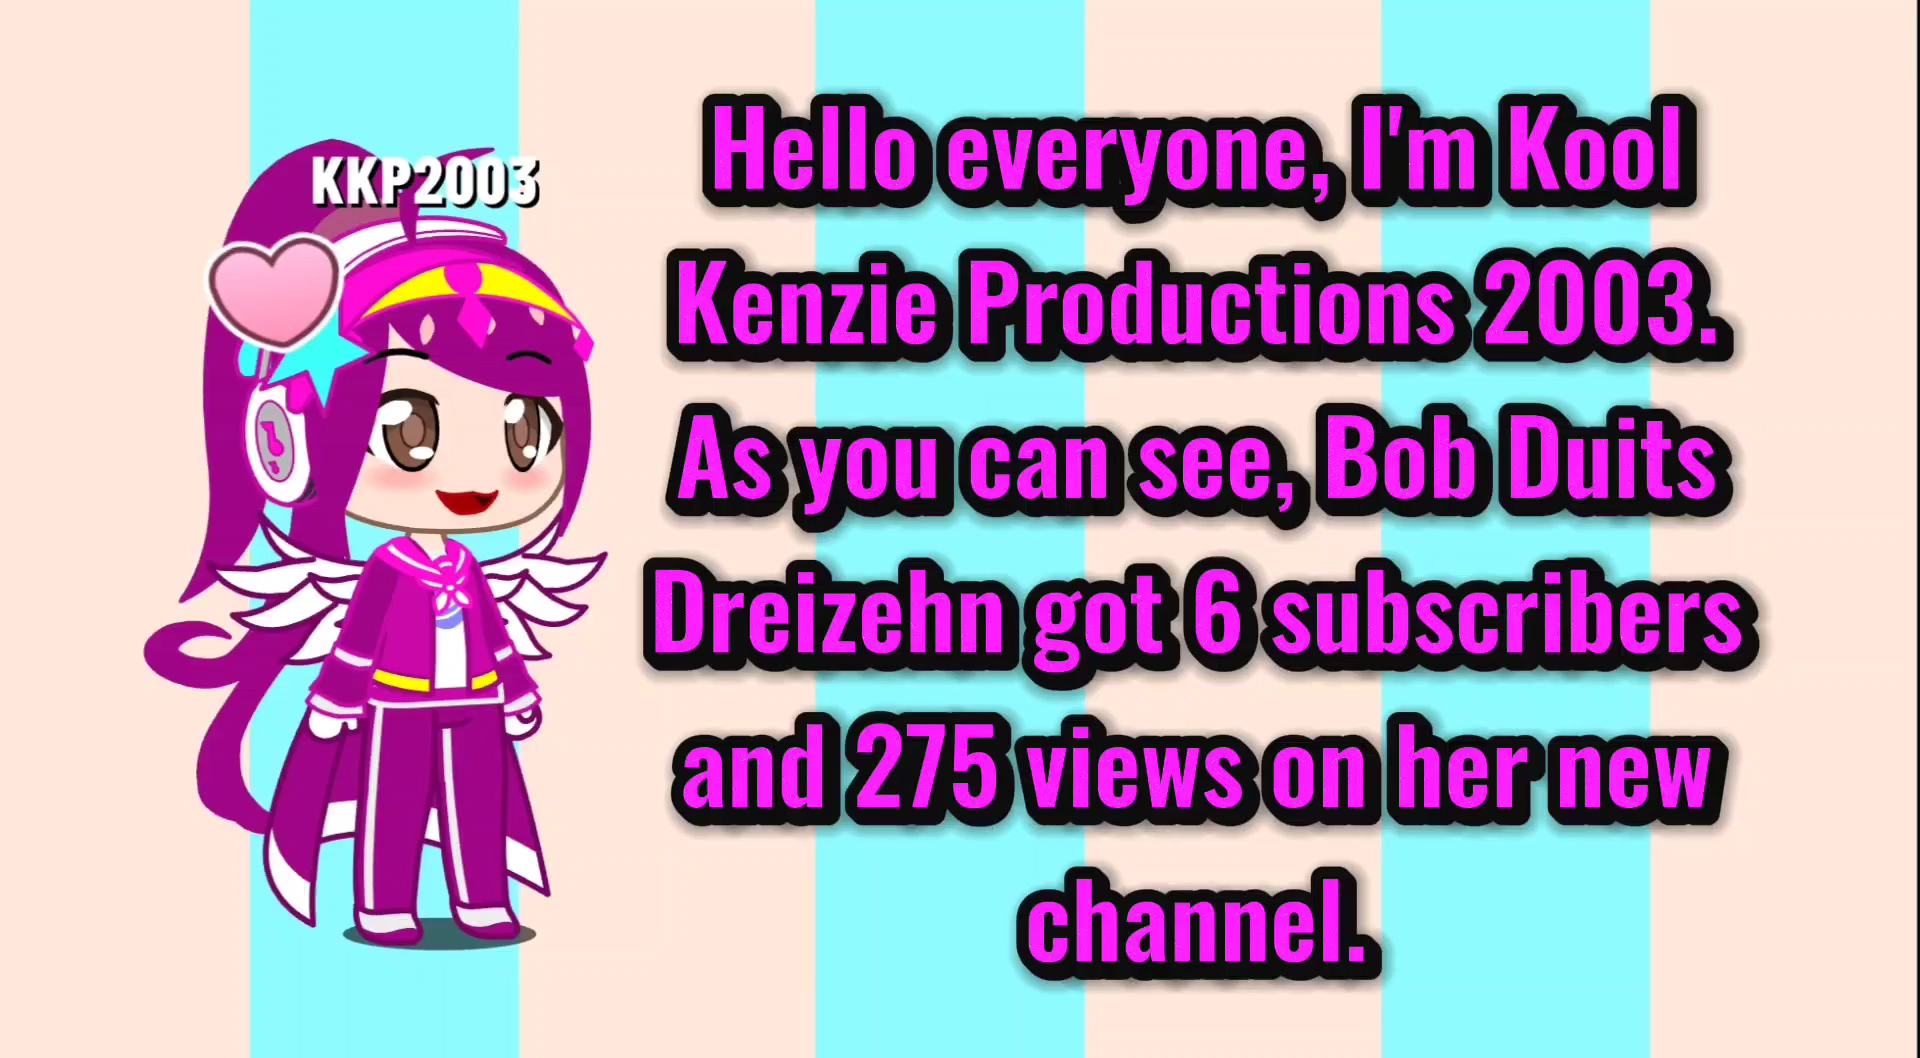 KKP2003
Hello everyone, I'm Kool
Kenzie Productions 2003.
As you can see, Bob Duits
Dreizehn got 6 subscribers
and 275 views on her new
channel.